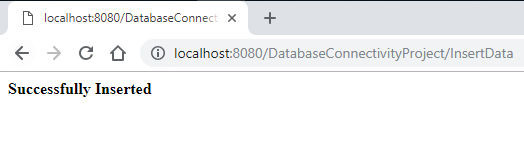 localhost:8080/DatabaseConnect
localhost:8080/DatabaseConnectivityProject/InsertData
Successfully Inserted